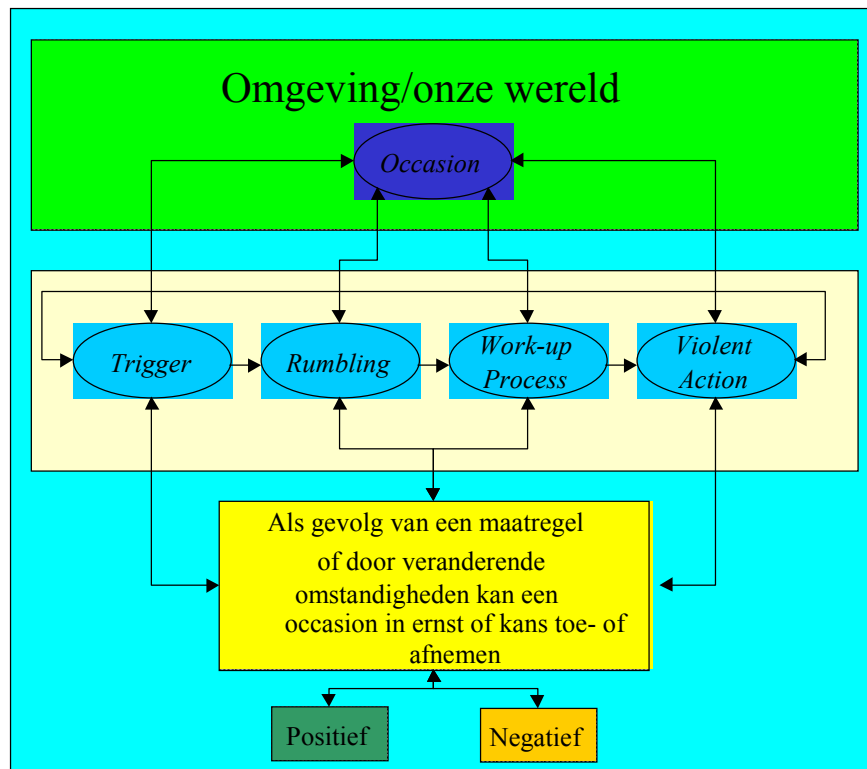 Omgeving/onze wereld
Occasion
Trigger
Rumbling
Work-up
Process
Violent
Action
Als gevolg van een maatregel
of door veranderende
omstandigheden kan een
occasion in ernst of kans toe- of
afnemen
Positief
Negatief